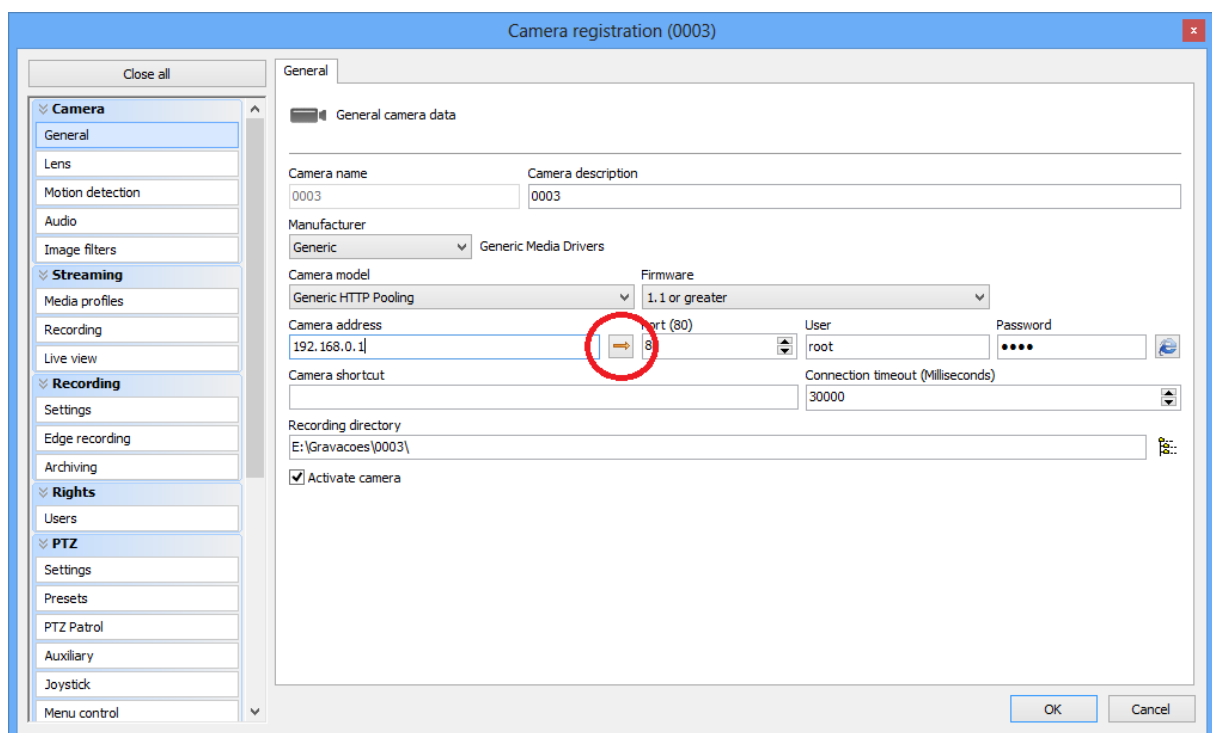 Camera registration (0003)
x
Close all
Camera
General
Lens
Motion detection
Audio
Image filters
Streaming
Media profiles
Recording
Live view
Recording
Settings
Edge recording
Archiving
Rights
Users
PTZ
Settings
Presets
PTZ Patrol
Auxiliary
Joystick
Menu control
General
General camera data
Camera name Camera description
0003 0003
Manufacturer
Generic Generic Media Drivers
Camera model Firmware
Generic HTTP Pooling 1.1 or greater
Camera address Port (80) User Password
192.168.0.1 8 root ●●●●
Camera shortcut Connection timeout (Milliseconds)
30000
Recording directory
E:\Gravacoes\0003\
Activate camera
OK Cancel